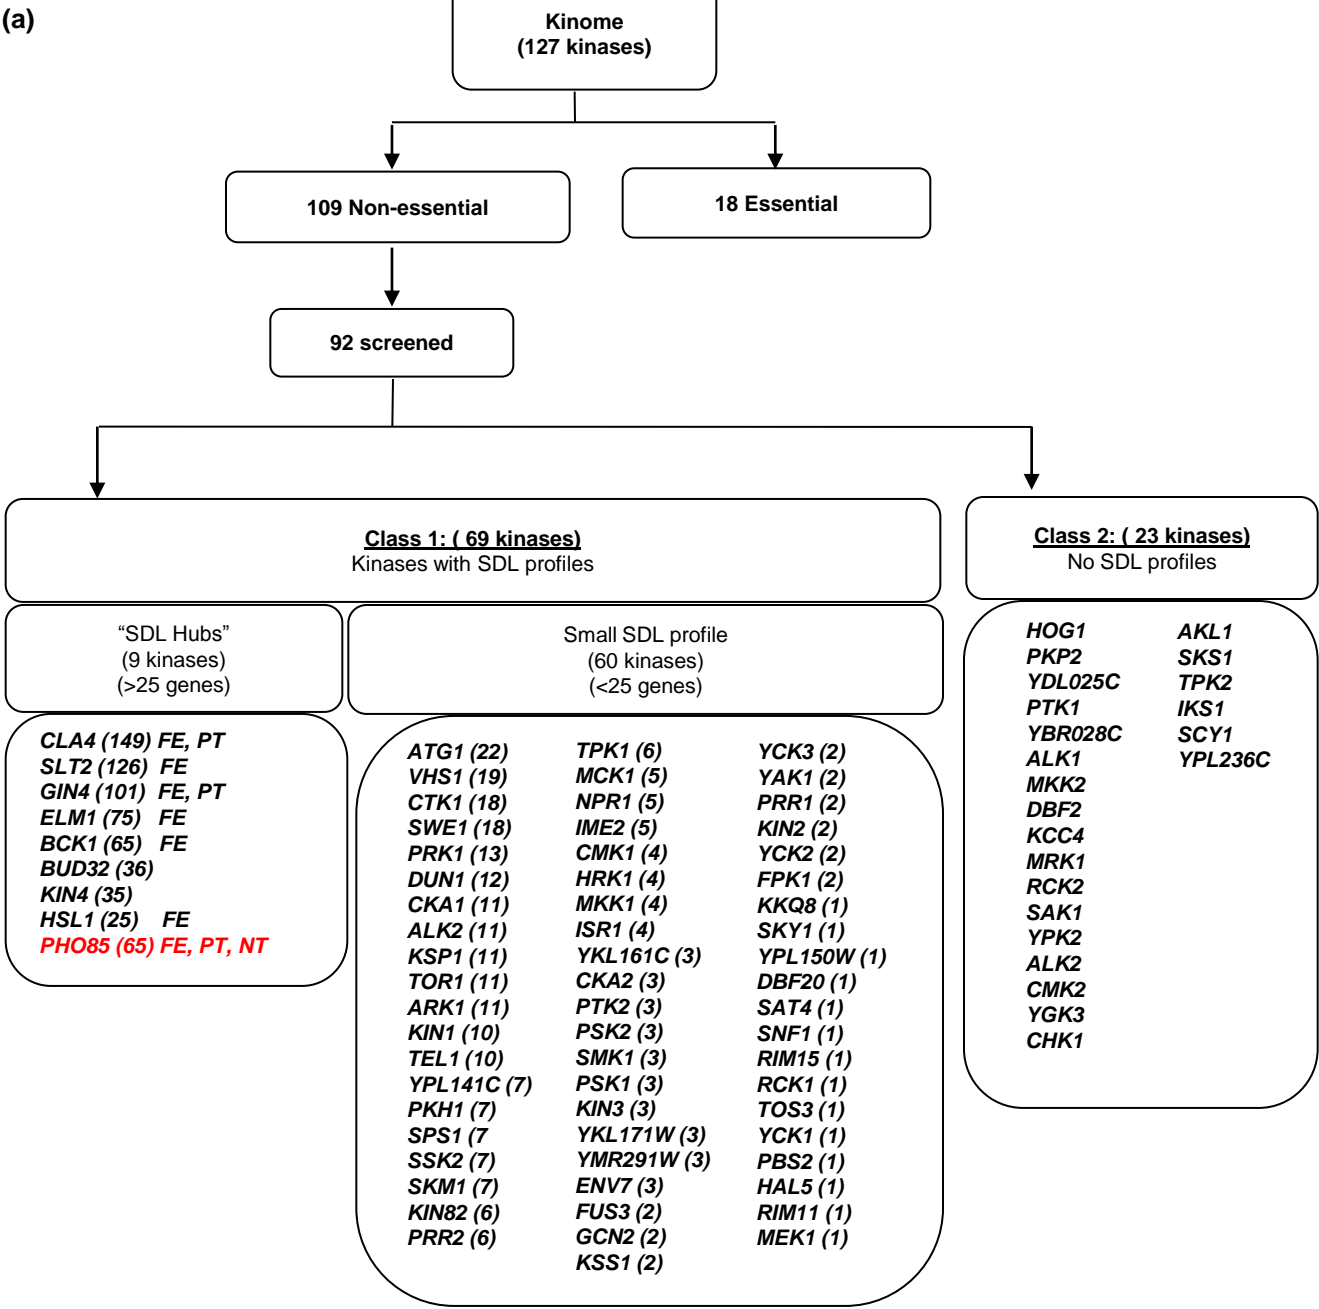 (a)
Kinome
(127 kinases)
109 Non-essential
18 Essential
92 screened
Class 1: ( 69 kinases)
Kinases with SDL profiles
Class 2: ( 23 kinases)
No SDL profiles
“SDL Hubs”
(9 kinases)
(>25 genes)
Small SDL profile
(60 kinases)
(<25 genes)
CLA4 (149) FE, PT
SLT2 (126) FE
GIN4 (101) FE, PT
ELM1 (75) FE
BCK1 (65) FE
BUD32 (36)
KIN4 (35)
HSL1 (25) FE
PHO85 (65) FE, PT, NT
ATG1 (22)
VHS1 (19)
CTK1 (18)
SWE1 (18)
PRK1 (13)
DUN1 (12)
CKA1 (11)
ALK2 (11)
KSP1 (11)
TOR1 (11)
ARK1 (11)
KIN1 (10)
TEL1 (10)
YPL141C (7)
PKH1 (7)
SPS1 (7
SSK2 (7)
SKM1 (7)
KIN82 (6)
PRR2 (6)
TPK1 (6)
MCK1 (5)
NPR1 (5)
IME2 (5)
CMK1 (4)
HRK1 (4)
MKK1 (4)
ISR1 (4)
YKL161C (3)
CKA2 (3)
PTK2 (3)
PSK2 (3)
SMK1 (3)
PSK1 (3)
KIN3 (3)
YKL171W (3)
YMR291W (3)
ENV7 (3)
FUS3 (2)
GCN2 (2)
KSS1 (2)
YCK3 (2)
YAK1 (2)
PRR1 (2)
KIN2 (2)
YCK2 (2)
FPK1 (2)
KKQ8 (1)
SKY1 (1)
YPL150W (1)
DBF20 (1)
SAT4 (1)
SNF1 (1)
RIM15 (1)
RCK1 (1)
TOS3 (1)
YCK1 (1)
PBS2 (1)
HAL5 (1)
RIM11 (1)
MEK1 (1)
HOG1
PKP2
YDL025C
PTK1
YBR028C
ALK1
MKK2
DBF2
KCC4
MRK1
RCK2
SAK1
YPK2
ALK2
CMK2
YGK3
CHK1
AKL1
SKS1
TPK2
IKS1
SCY1
YPL236C